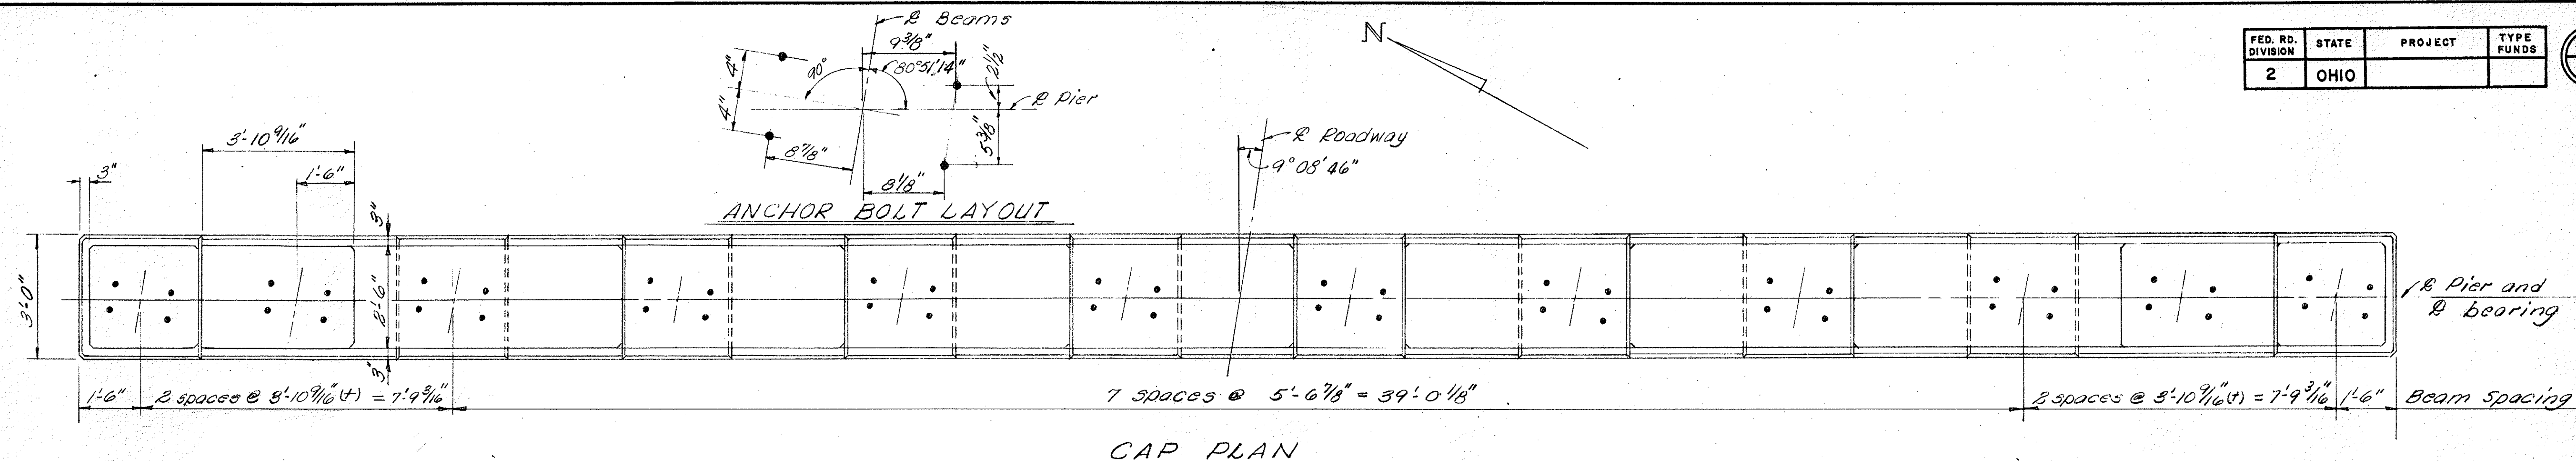 ℄ Beams
9 3/8"
90°
80°51'14"
4"
4"
2 1/2"
℄ Pier
5 3/8"
8 7/8"
8 1/8"
ANCHOR BOLT LAYOUT
N
FED. RD. DIVISION STATE PROJECT TYPE FUNDS
2 OHIO
℄ Roadway
9°08'46"
3'-10 9/16"
1'-6"
3"
3"
3'-0"
2'-6"
3"
℄ Pier and
℄ bearing
1'-6" 2 spaces @ 3'-10 9/16"(±) = 7'-9 3/16" 7 spaces @ 5'-6 7/8" = 39'-0 1/8" 2 spaces @ 3'-10 9/16"(±) = 7'-9 3/16" 1'-6" Beam Spacing
CAP PLAN